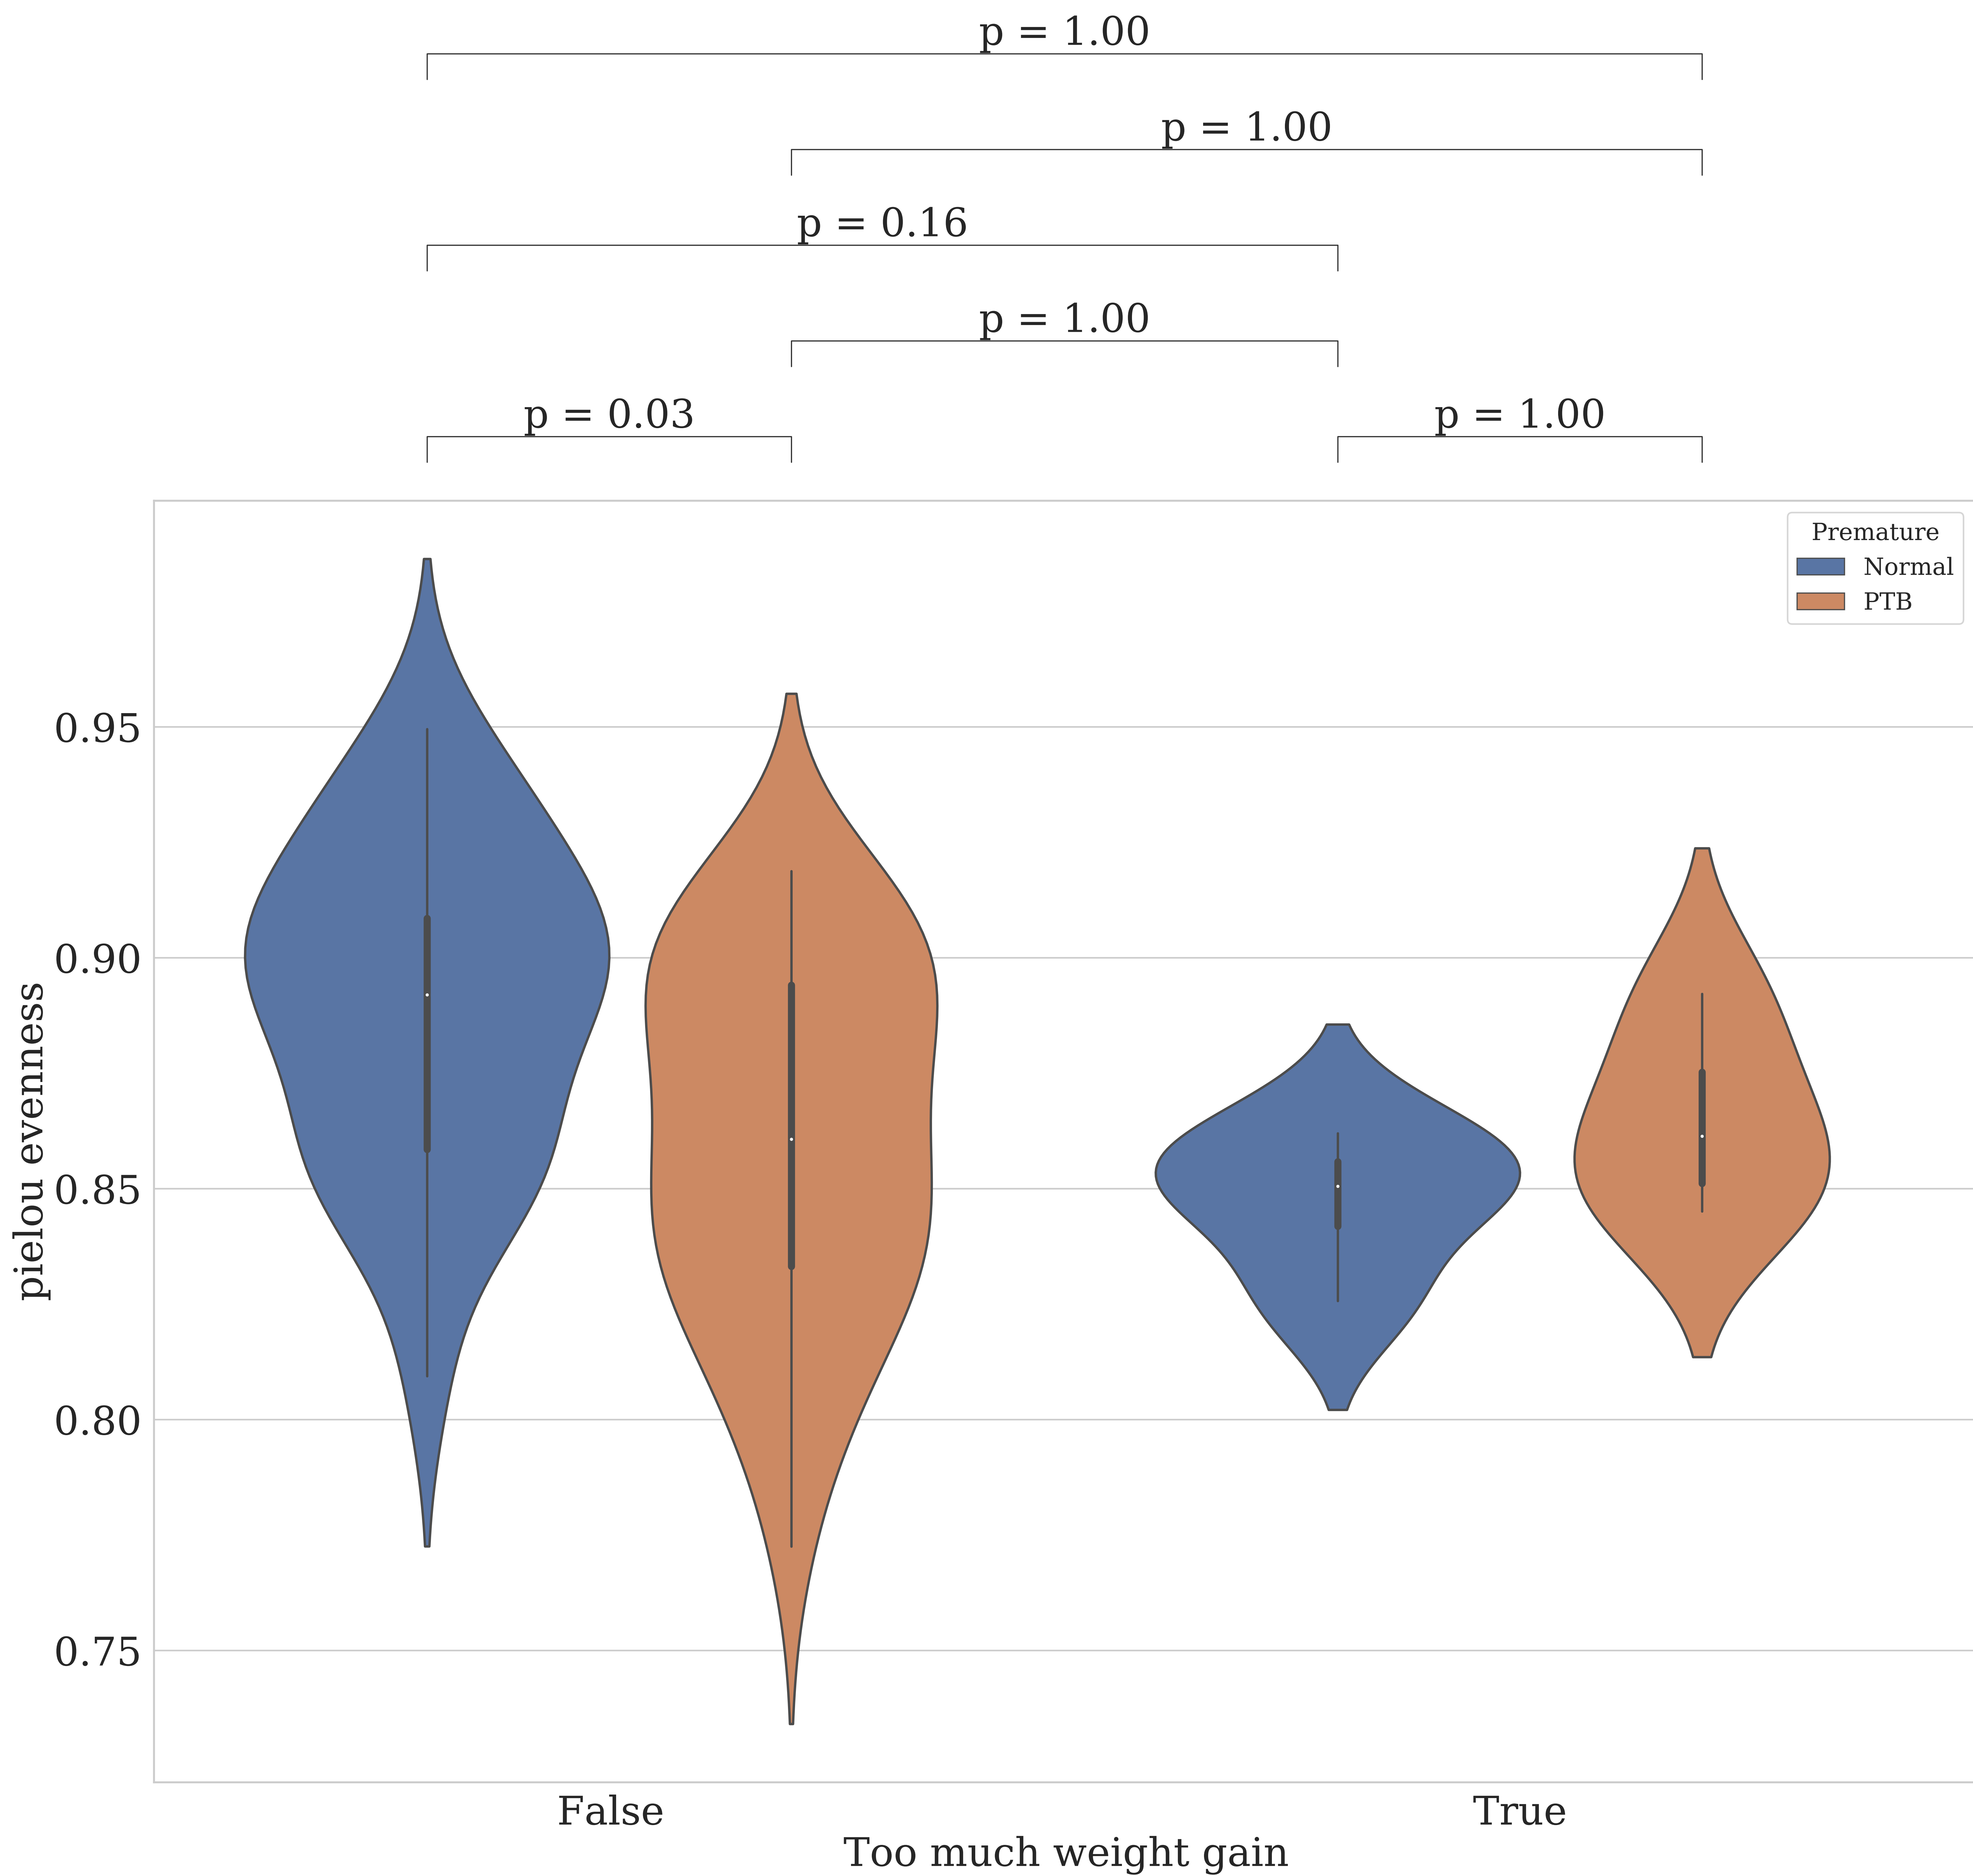 p = 1.00
p = 1.00
p = 0.16
p = 1.00
p = 0.03
p = 1.00
Premature
Normal
PTB
0.95
0.90
0.85
0.80
0.75
pielou evenness
False
True
Too much weight gain